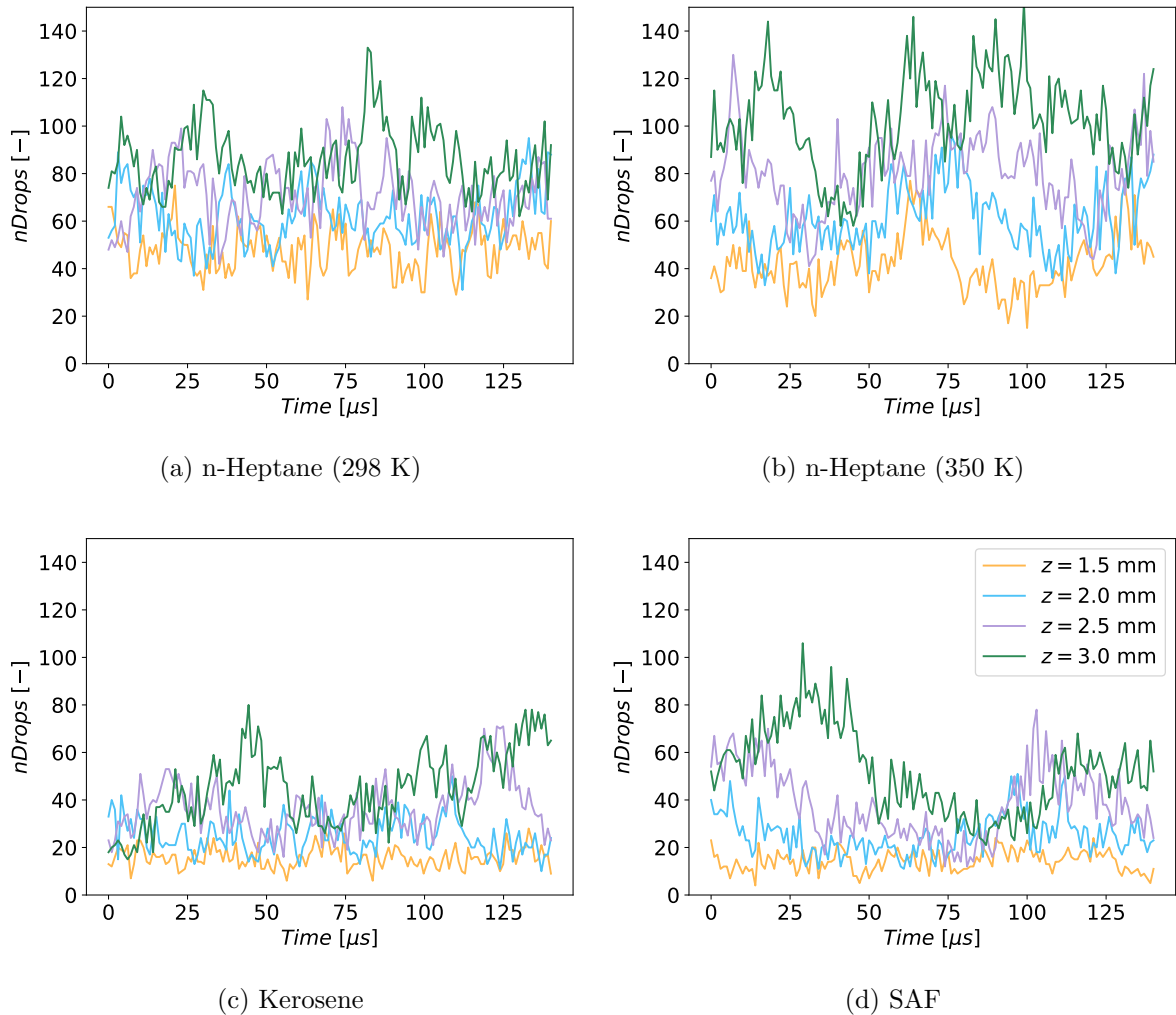 140
120
100
80
60
40
20
0
nDrops [−]
0 25 50 75 100 125
Time [μs]
(a) n-Heptane (298 K)
140
120
100
80
60
40
20
0
nDrops [−]
0 25 50 75 100 125
Time [μs]
(b) n-Heptane (350 K)
140
120
100
80
60
40
20
0
nDrops [−]
0 25 50 75 100 125
Time [μs]
(c) Kerosene
140
120
100
80
60
40
20
0
nDrops [−]
z = 1.5 mm
z = 2.0 mm
z = 2.5 mm
z = 3.0 mm
0 25 50 75 100 125
Time [μs]
(d) SAF